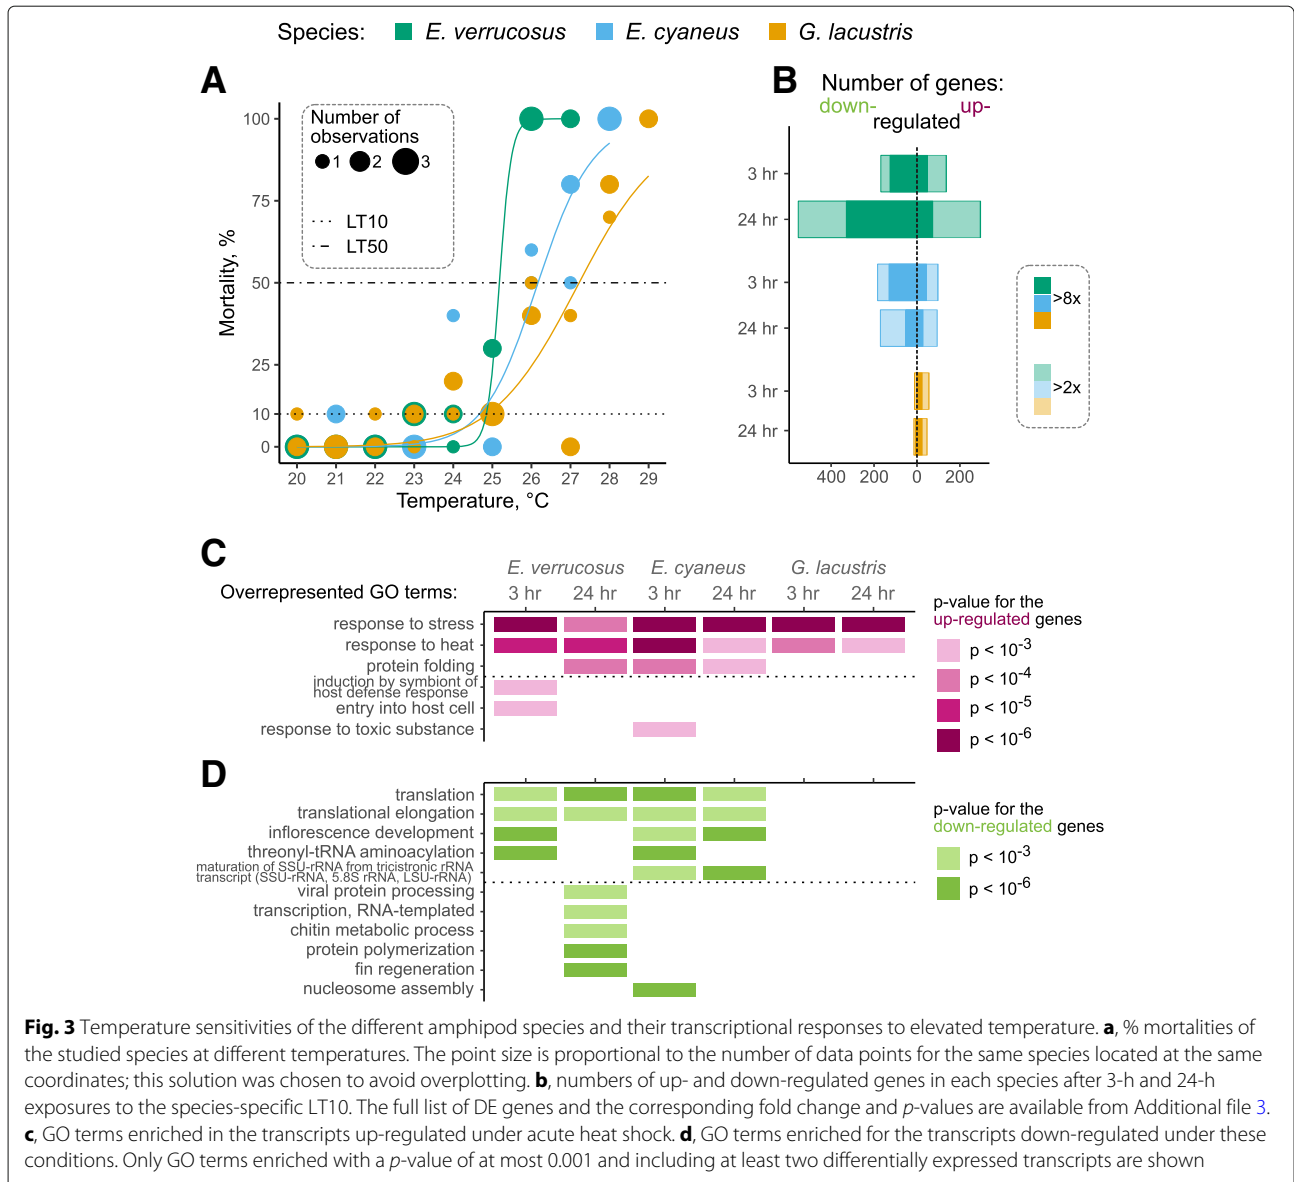 Species: E. verrucosus E. cyaneus G. lacustris
A
Number of
observations
1 2 3
LT10
LT50
Mortality, %
100
75
50
25
10
0
20 21 22 23 24 25 26 27 28 29
Temperature, °C
B
Number of genes:
down- up-
regulated
3 hr
24 hr
3 hr
24 hr
3 hr
24 hr
400 200 0 200
>8x
>2x
C
E. verrucosus E. cyaneus G. lacustris
Overrepresented GO terms: 3 hr 24 hr 3 hr 24 hr 3 hr 24 hr
response to stress
response to heat
protein folding
induction by symbiont of
host defense response
entry into host cell
response to toxic substance
p-value for the
up-regulated genes
p < 10-3
p < 10-4
p < 10-5
p < 10-6
D
translation
translational elongation
inflorescence development
threonyl-tRNA aminoacylation
maturation of SSU-rRNA from tricistronic rRNA
transcript (SSU-rRNA, 5.8S rRNA, LSU-rRNA)
viral protein processing
transcription, RNA-templated
chitin metabolic process
protein polymerization
fin regeneration
nucleosome assembly
p-value for the
down-regulated genes
p < 10-3
p < 10-6
Fig. 3 Temperature sensitivities of the different amphipod species and their transcriptional responses to elevated temperature. a, % mortalities of
the studied species at different temperatures. The point size is proportional to the number of data points for the same species located at the same
coordinates; this solution was chosen to avoid overplotting. b, numbers of up- and down-regulated genes in each species after 3-h and 24-h
exposures to the species-specific LT10. The full list of DE genes and the corresponding fold change and p-values are available from Additional file 3.
c, GO terms enriched in the transcripts up-regulated under acute heat shock. d, GO terms enriched for the transcripts down-regulated under these
conditions. Only GO terms enriched with a p-value of at most 0.001 and including at least two differentially expressed transcripts are shown